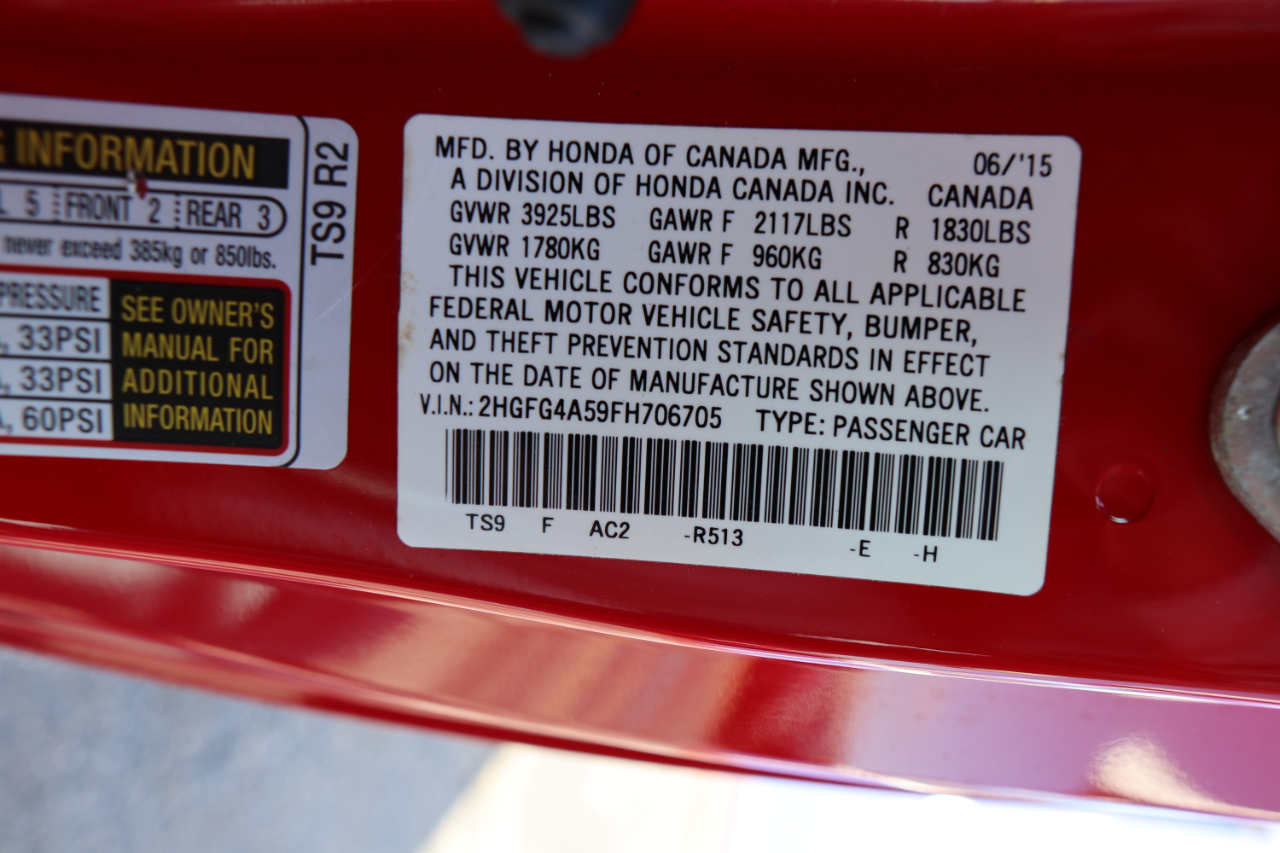 G INFORMATION
L 5 FRONT 2 REAR 3
never exceed 385kg or 850lbs.
PRESSURE
, 33PSI
, 33PSI
, 60PSI
SEE OWNER'S
MANUAL FOR
ADDITIONAL
INFORMATION
TS9 R2
MFD. BY HONDA OF CANADA MFG., 06/'15
A DIVISION OF HONDA CANADA INC. CANADA
GVWR 3925LBS GAWR F 2117LBS R 1830LBS
GVWR 1780KG GAWR F 960KG R 830KG
THIS VEHICLE CONFORMS TO ALL APPLICABLE
FEDERAL MOTOR VEHICLE SAFETY, BUMPER,
AND THEFT PREVENTION STANDARDS IN EFFECT
ON THE DATE OF MANUFACTURE SHOWN ABOVE.
V.I.N.: 2HGFG4A59FH706705 TYPE: PASSENGER CAR
TS9 F AC2 -R513 -E -H